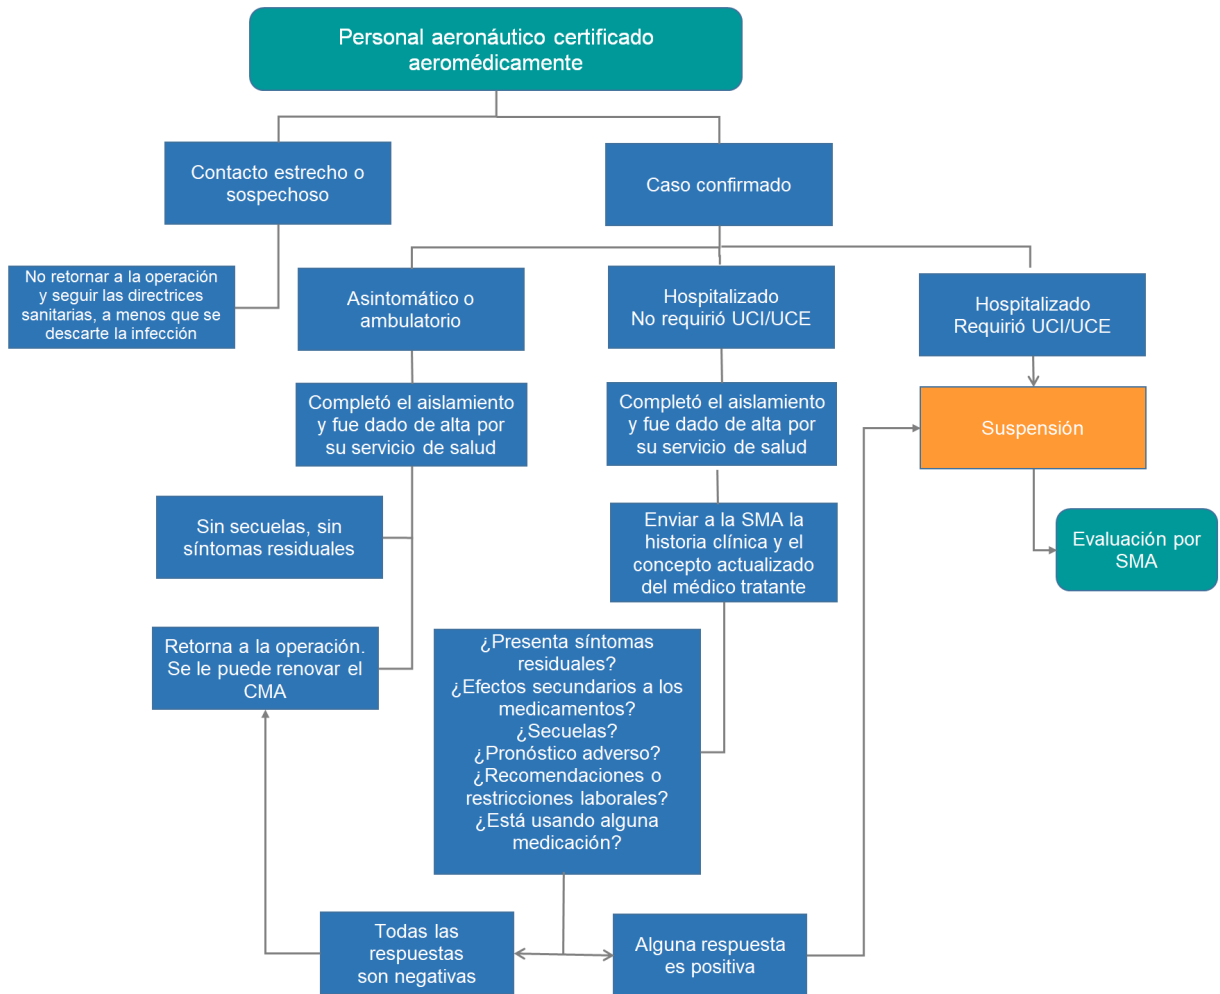 Personal aeronáutico certificado
aeromédicamente
Contacto estrecho o
sospechoso
Caso confirmado
No retornar a la operación
y seguir las directrices
sanitarias, a menos que se
descarte la infección
Asintomático o
ambulatorio
Hospitalizado
No requirió UCI/UCE
Hospitalizado
Requirió UCI/UCE
Completó el aislamiento
y fue dado de alta por
su servicio de salud
Completó el aislamiento
y fue dado de alta por
su servicio de salud
Suspensión
Sin secuelas, sin
síntomas residuales
Enviar a la SMA la
historia clínica y el
concepto actualizado
del médico tratante
Evaluación por
SMA
Retorna a la operación.
Se le puede renovar el
CMA
¿Presenta síntomas
residuales?
¿Efectos secundarios a los
medicamentos?
¿Secuelas?
¿Pronóstico adverso?
¿Recomendaciones o
restricciones laborales?
¿Está usando alguna
medicación?
Todas las
respuestas
son negativas
Alguna respuesta
es positiva